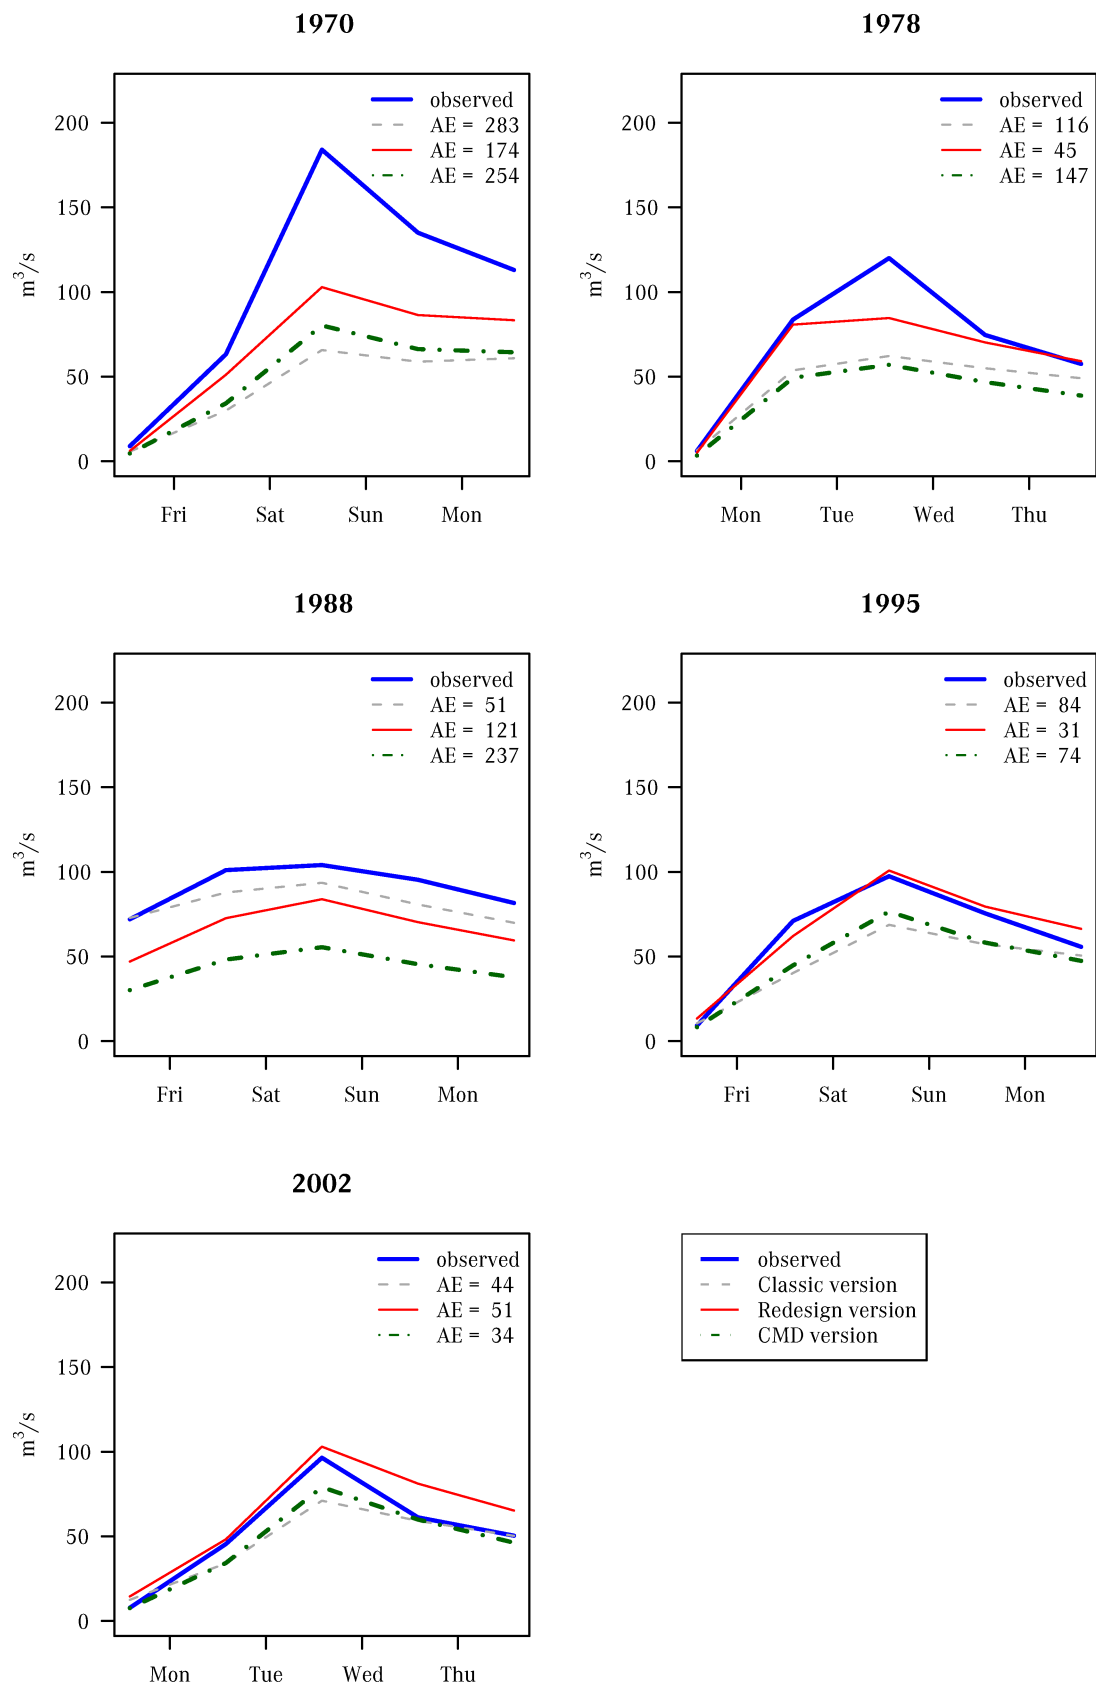 1970
observed
AE = 283
AE = 174
AE = 254
200
150
100
50
0
m³/s
Fri Sat Sun Mon
1978
observed
AE = 116
AE = 45
AE = 147
200
150
100
50
0
m³/s
Mon Tue Wed Thu
1988
observed
AE = 51
AE = 121
AE = 237
200
150
100
50
0
m³/s
Fri Sat Sun Mon
1995
observed
AE = 84
AE = 31
AE = 74
200
150
100
50
0
m³/s
Fri Sat Sun Mon
2002
observed
AE = 44
AE = 51
AE = 34
200
150
100
50
0
m³/s
Mon Tue Wed Thu
observed
Classic version
Redesign version
CMD version